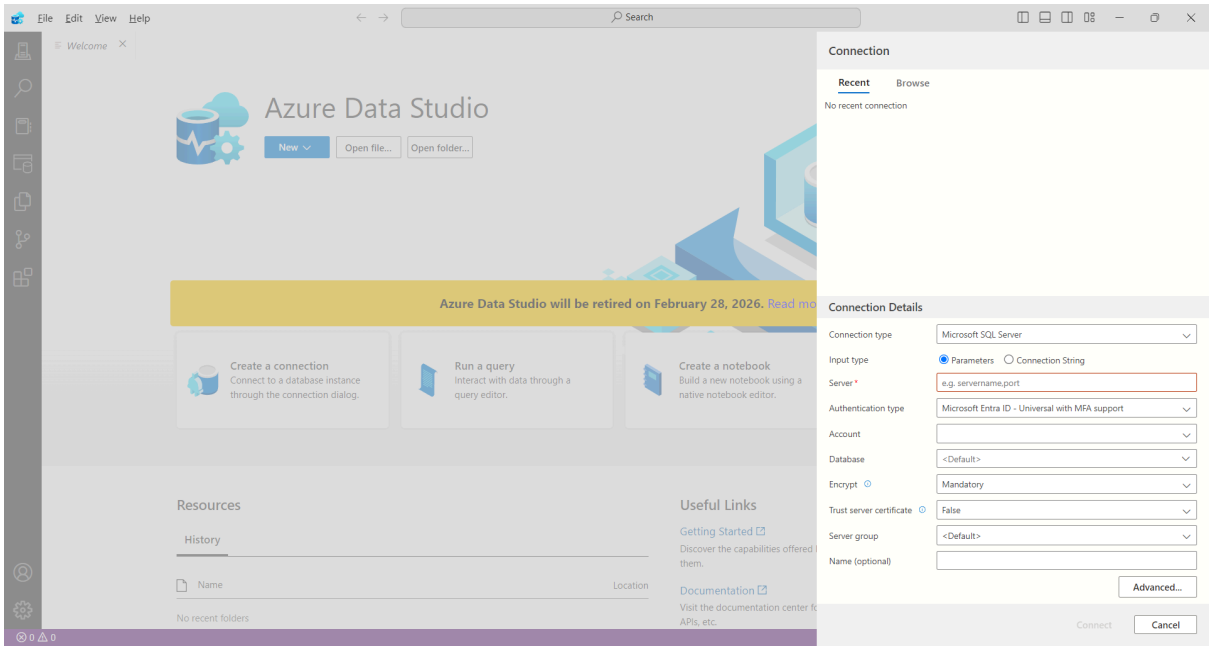 File Edit View Help
Search
Welcome
Azure Data Studio
New
Open file...
Open folder...
Azure Data Studio will be retired on February 28, 2026. Read mo
Create a connection
Connect to a database instance
through the connection dialog.
Run a query
Interact with data through a
query editor.
Create a notebook
Build a new notebook using a
native notebook editor.
Resources
History
Name Location
No recent folders
Useful Links
Getting Started
Discover the capabilities offered
them.
Documentation
Visit the documentation center fo
APIs, etc.
0 0
Connection
Recent Browse
No recent connection
Connection Details
Connection type Microsoft SQL Server
Input type Parameters Connection String
Server* e.g. servername,port
Authentication type Microsoft Entra ID - Universal with MFA support
Account
Database <Default>
Encrypt Mandatory
Trust server certificate False
Server group <Default>
Name (optional)
Advanced...
Connect Cancel